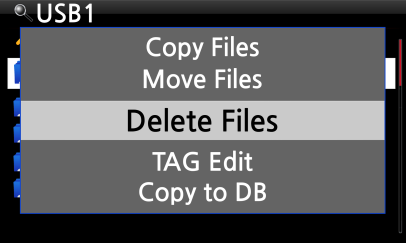 USB1
Copy Files
Move Files
Delete Files
TAG Edit
Copy to DB